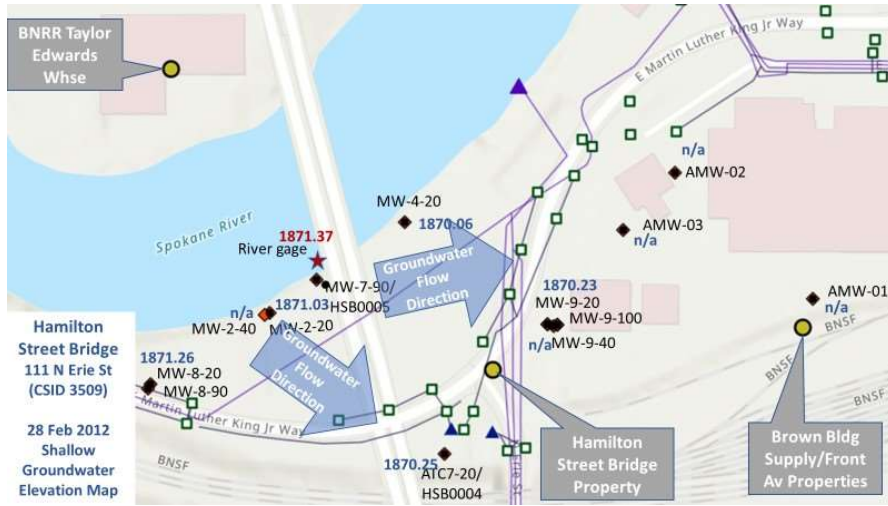 BNRR Taylor
Edwards
Whse
E Martin Luther King Jr Way
n/a
AMW-02
MW-4-20
1870.06
AMW-03
n/a
Spokane River
1871.37
River gage
Groundwater
Flow
Direction
MW-7-90/
HSB0005
1870.23
MW-9-20
MW-9-100
n/a
MW-9-40
AMW-01
n/a
BNSF
n/a
1871.03
MW-2-40
MW-2-20
Groundwater
Flow
Direction
1871.26
MW-8-20
MW-8-90
Martin Luther King Jr Way
BNSF
BNSF
BNSF
Hamilton
Street Bridge
111 N Erie St
(CSID 3509)
28 Feb 2012
Shallow
Groundwater
Elevation Map
1870.25
ATC7-20/
HSB0004
Hamilton
Street Bridge
Property
Brown Bldg
Supply/Front
Av Properties